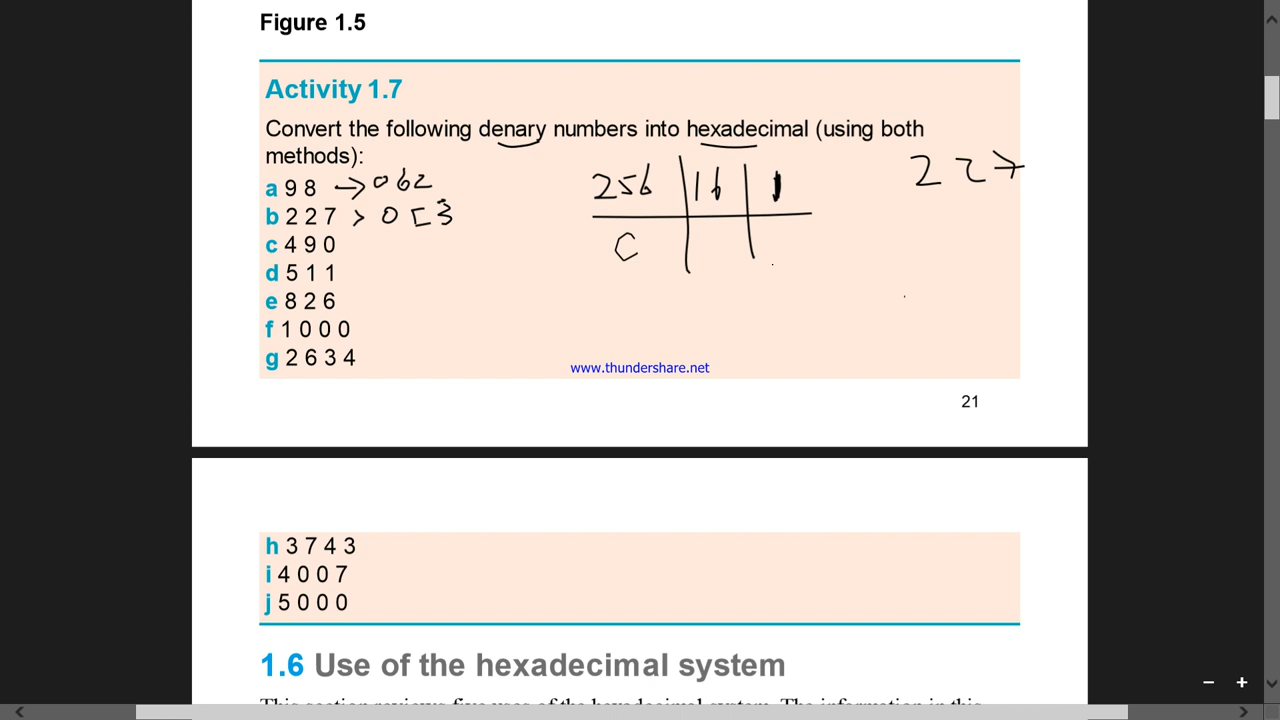 Figure 1.5
Activity 1.7
Convert the following denary numbers into hexadecimal (using both
methods):
a 9 8 → 062
b 2 2 7 > 0 E 3
c 4 9 0
d 5 1 1
e 8 2 6
f 1 0 0 0
g 2 6 3 4
256 16 1
227
www.thundershare.net
21
h 3 7 4 3
i 4 0 0 7
j 5 0 0 0
1.6 Use of the hexadecimal system